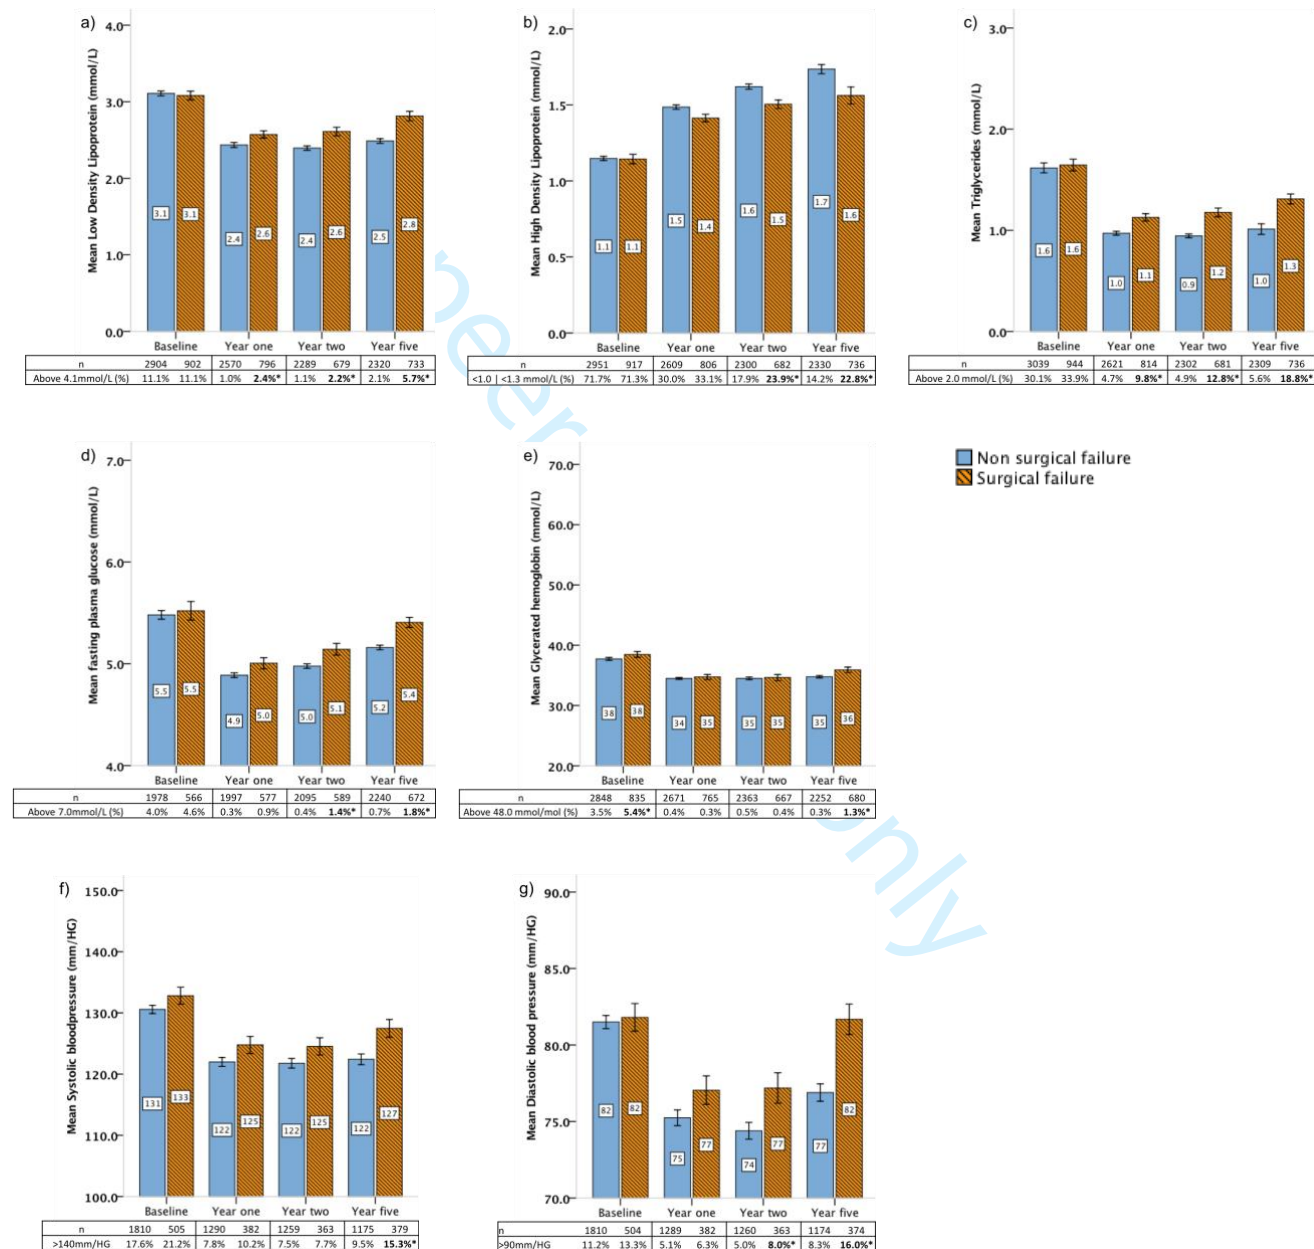 a)
Mean Low Density Lipoprotein (mmol/L)
4.0
3.0
2.0
1.0
0.0
3.1 3.1 2.4 2.6 2.4 2.6 2.5 2.8
Baseline Year one Year two Year five
n 2904 902 2570 796 2289 679 2320 733
Above 4.1mmol/L (%) 11.1% 11.1% 1.0% 2.4%* 1.1% 2.2%* 2.1% 5.7%*
b)
Mean High Density Lipoprotein (mmol/L)
2.0
1.5
1.0
0.5
0.0
1.1 1.1 1.5 1.4 1.6 1.5 1.7 1.6
Baseline Year one Year two Year five
n 2951 917 2609 806 2300 682 2330 736
<1.0 | <1.3 mmol/L (%) 71.7% 71.3% 30.0% 33.1% 17.9% 23.9%* 14.2% 22.8%*
c)
Mean Triglycerides (mmol/L)
3.0
2.0
1.0
0.0
1.6 1.6 1.0 1.1 0.9 1.2 1.0 1.3
Baseline Year one Year two Year five
n 3039 944 2621 814 2302 681 2309 736
Above 2.0 mmol/L (%) 30.1% 33.9% 4.7% 9.8%* 4.9% 12.8%* 5.6% 18.8%*
d)
Mean fasting plasma glucose (mmol/L)
7.0
6.0
5.0
4.0
5.5 5.5 4.9 5.0 5.0 5.1 5.2 5.4
Baseline Year one Year two Year five
n 1978 566 1997 577 2095 589 2240 672
Above 7.0mmol/L (%) 4.0% 4.6% 0.3% 0.9% 0.4% 1.4%* 0.7% 1.8%*
e)
Mean Glycerated hemoglobin (mmol/L)
70.0
60.0
50.0
40.0
30.0
20.0
38 38 34 35 35 35 35 36
Baseline Year one Year two Year five
n 2848 835 2671 765 2363 667 2252 680
Above 48.0 mmol/mol (%) 3.5% 5.4%* 0.4% 0.3% 0.5% 0.4% 0.3% 1.3%*
Non surgical failure
Surgical failure
f)
Mean Systolic bloodpressure (mm/HG)
150.0
140.0
130.0
120.0
110.0
100.0
131 133 122 125 122 125 122 127
Baseline Year one Year two Year five
n 1810 505 1290 382 1259 363 1175 379
>140mm/HG 17.6% 21.2% 7.8% 10.2% 7.5% 7.7% 9.5% 15.3%*
g)
Mean Diastolic blood pressure (mm/HG)
90.0
85.0
80.0
75.0
70.0
82 82 75 77 74 77 77 82
Baseline Year one Year two Year five
n 1810 504 1289 382 1260 363 1174 374
>90mm/HG 11.2% 13.3% 5.1% 6.3% 5.0% 8.0%* 8.3% 16.0%*
peer
only